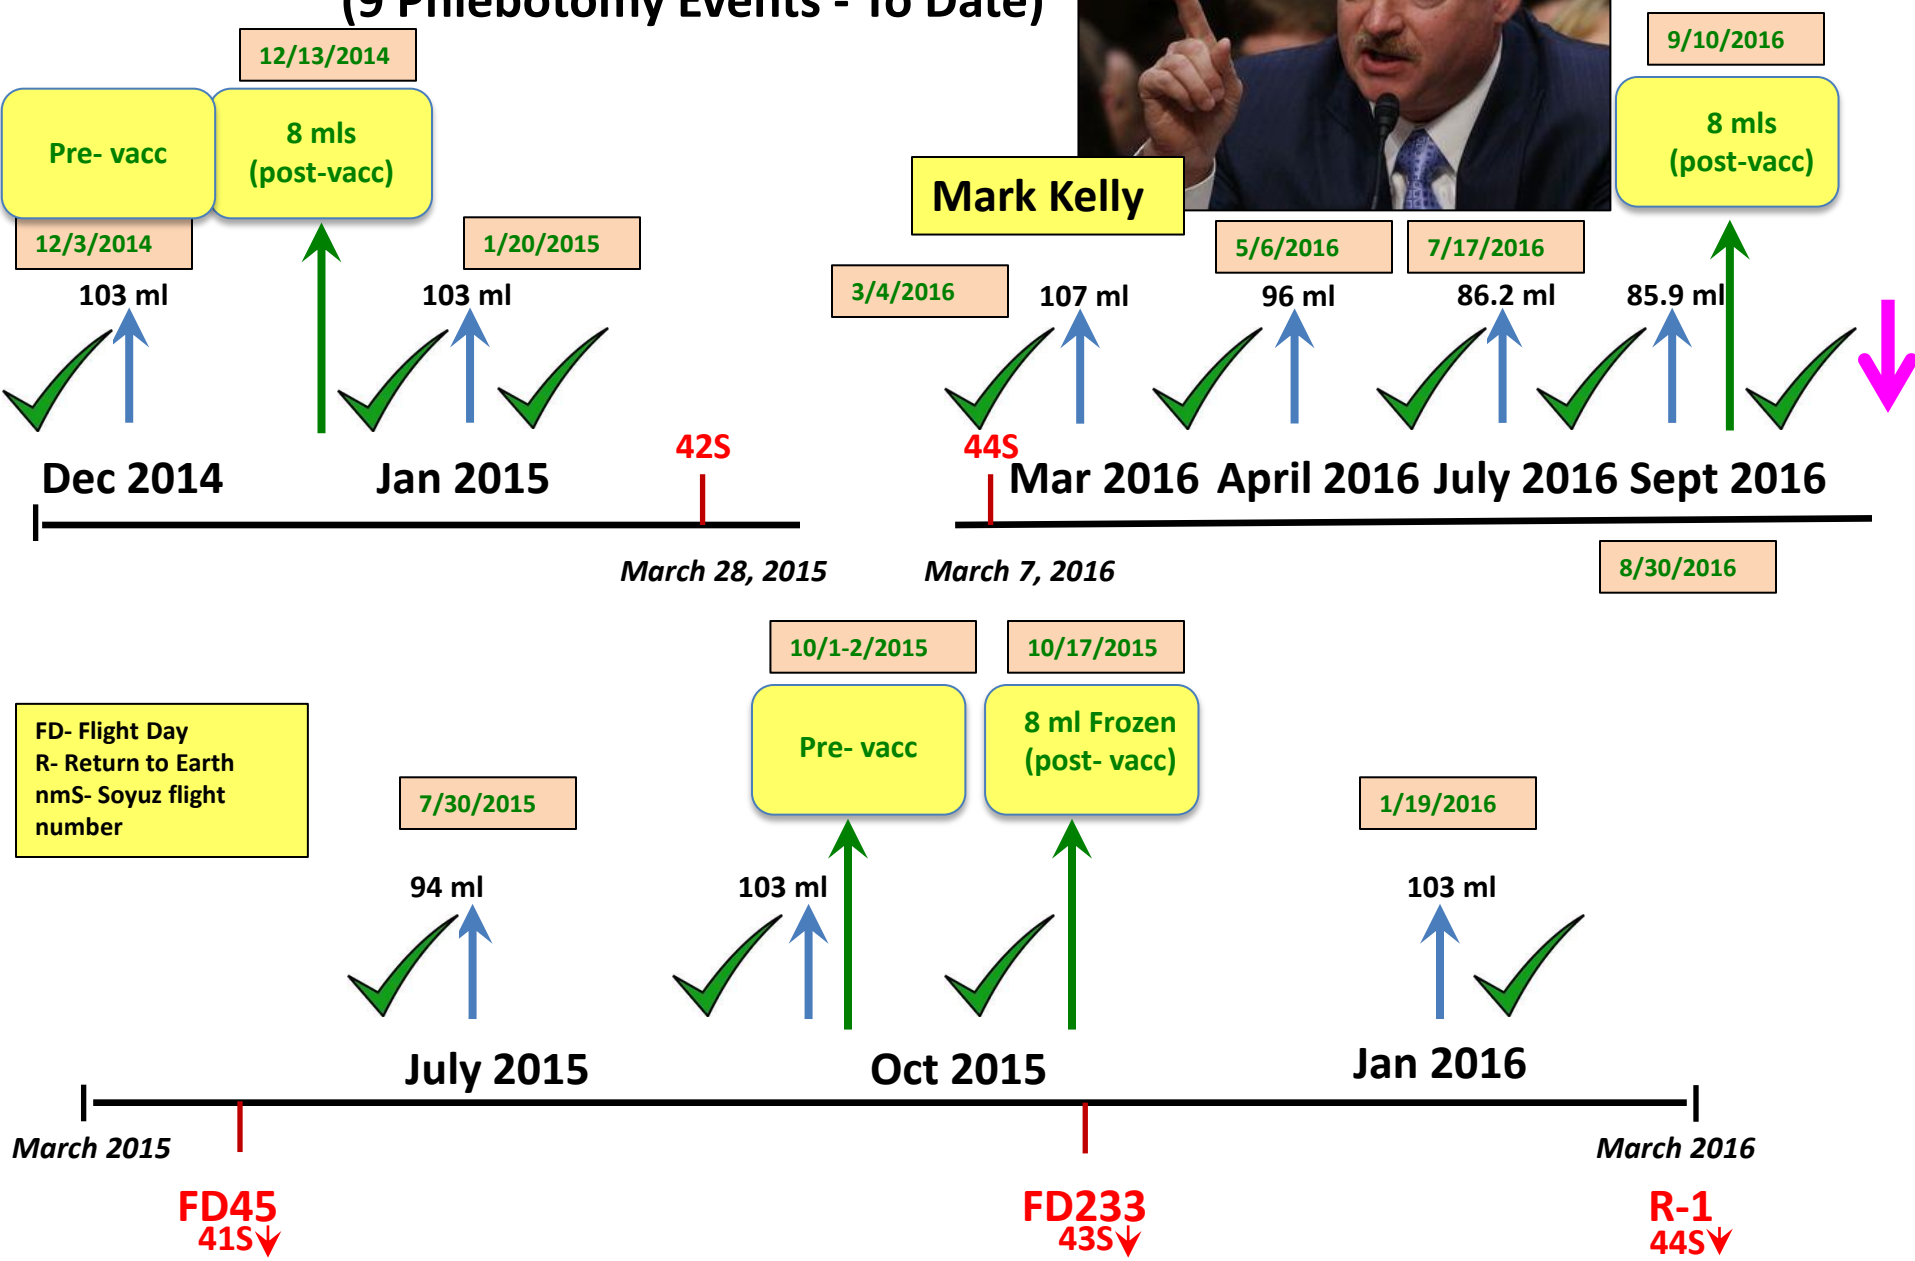 (9 Phlebotomy Events - To Date)
12/13/2014
9/10/2016
Pre- vacc
8 mls
(post-vacc)
8 mls
(post-vacc)
Mark Kelly
12/3/2014
1/20/2015
3/4/2016
5/6/2016
7/17/2016
103 ml
103 ml
107 ml
96 ml
86.2 ml
85.9 ml
42S
44S
Dec 2014
Jan 2015
Mar 2016
April 2016
July 2016
Sept 2016
March 28, 2015
March 7, 2016
8/30/2016
10/1-2/2015
10/17/2015
Pre- vacc
8 ml Frozen
(post- vacc)
FD- Flight Day
R- Return to Earth
nmS- Soyuz flight
number
7/30/2015
1/19/2016
94 ml
103 ml
103 ml
July 2015
Oct 2015
Jan 2016
March 2015
March 2016
FD45
41S
FD233
43S
R-1
44S